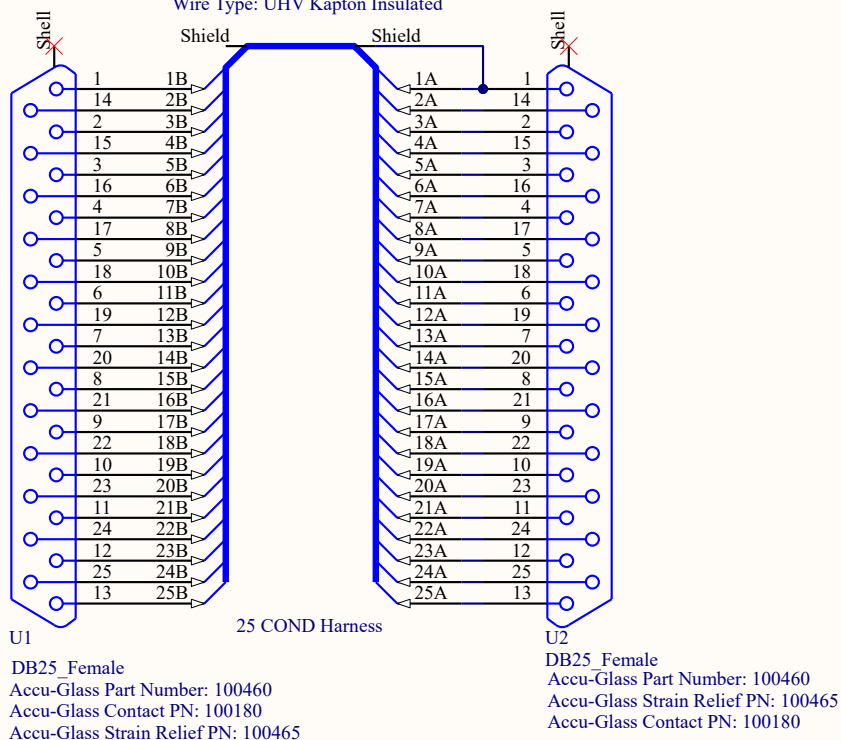 Wire Type: UHV Kapton Insulated
Shell
Shield
Shield
Shell
1 1B 1A 1
14 2B 2A 14
2 3B 3A 2
15 4B 4A 15
3 5B 5A 3
16 6B 6A 16
4 7B 7A 4
17 8B 8A 17
5 9B 9A 5
18 10B 10A 18
6 11B 11A 6
19 12B 12A 19
7 13B 13A 7
20 14B 14A 20
8 15B 15A 8
21 16B 16A 21
9 17B 17A 9
22 18B 18A 22
10 19B 19A 10
23 20B 20A 23
11 21B 21A 11
24 22B 22A 24
12 23B 23A 12
25 24B 24A 25
13 25B 25A 13
25 COND Harness
U1
DB25_Female
Accu-Glass Part Number: 100460
Accu-Glass Contact PN: 100180
Accu-Glass Strain Relief PN: 100465
U2
DB25_Female
Accu-Glass Part Number: 100460
Accu-Glass Strain Relief PN: 100465
Accu-Glass Contact PN: 100180